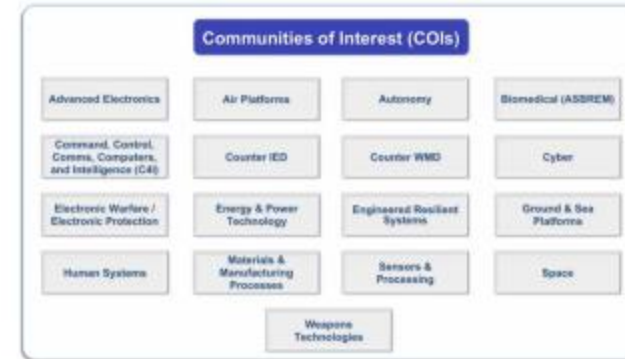 Communities of Interest (COIs)
Advanced Electronics
Air Platforms
Autonomy
Biomedical (ASBREM)
Command, Control,
Comms, Computers,
and Intelligence (C4I)
Counter IED
Counter WMD
Cyber
Electronic Warfare /
Electronic Protection
Energy & Power
Technology
Engineered Resilient
Systems
Ground & Sea
Platforms
Human Systems
Materials &
Manufacturing
Processes
Sensors &
Processing
Space
Weapons
Technologies